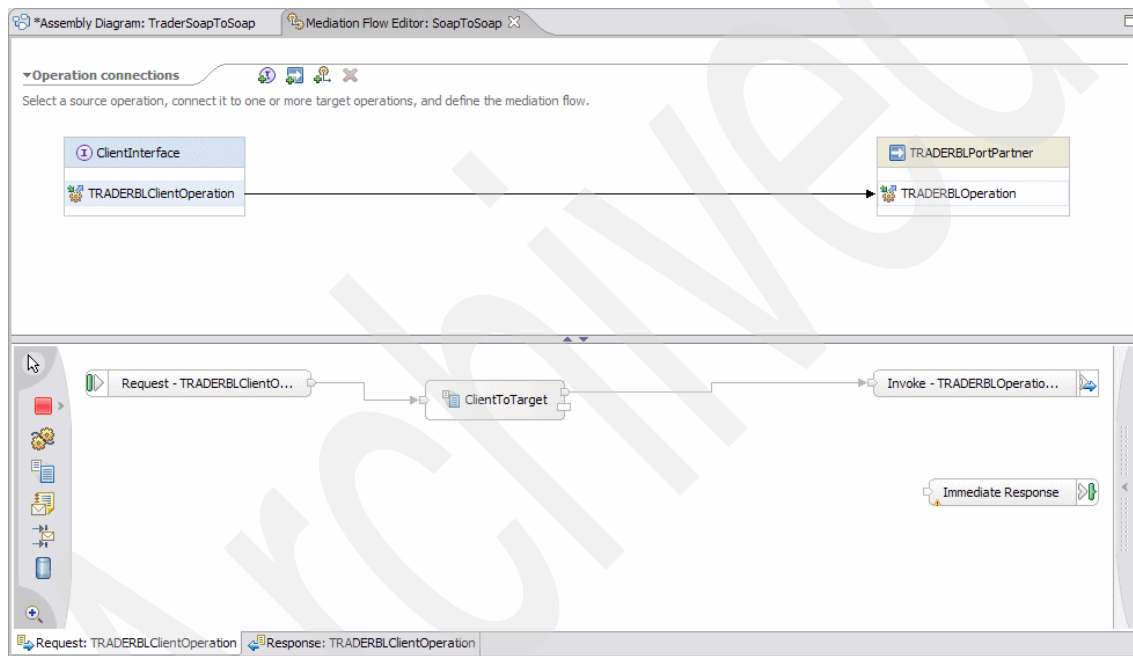 *Assembly Diagram: TraderSoapToSoap
Mediation Flow Editor: SoapToSoap
Operation connections
Select a source operation, connect it to one or more target operations, and define the mediation flow.
ClientInterface
TRADERBLPortPartner
TRADERBLClientOperation
TRADERBLOperation
Request - TRADERBLClientO...
ClientToTarget
Invoke - TRADERBLOperatio...
Immediate Response
Request: TRADERBLClientOperation
Response: TRADERBLClientOperation
Archived